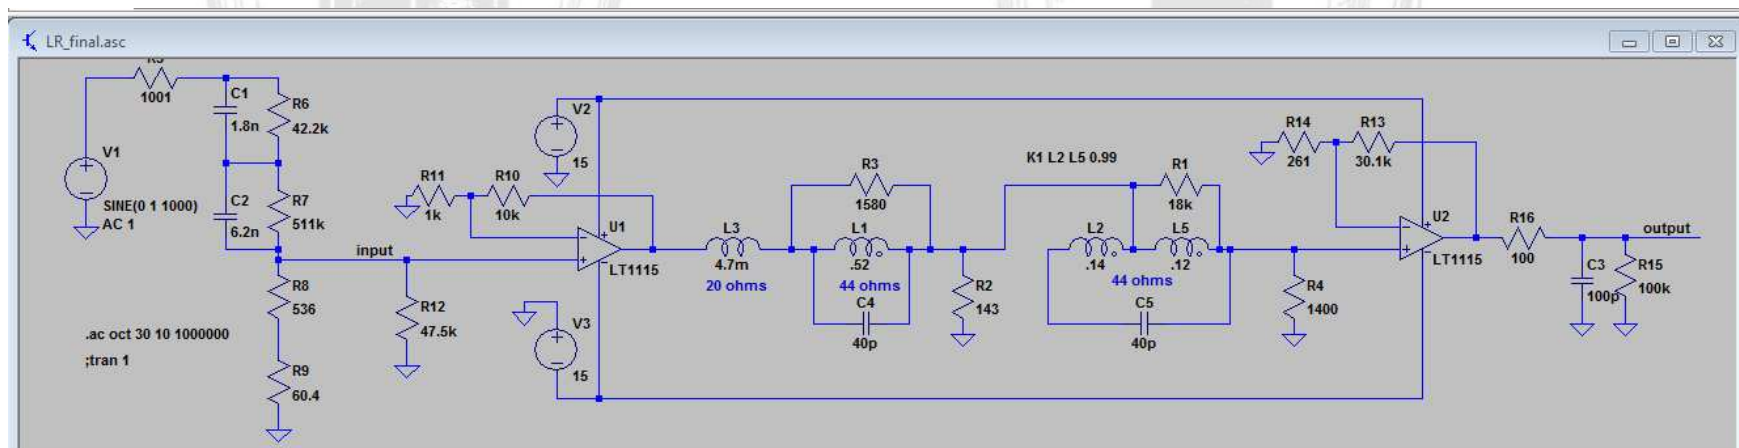 LR_final.asc
1001
C1
1.8n
R6
42.2k
V1
SINE(0 1 1000)
AC 1
C2
6.2n
R7
511k
input
R8
536
R9
60.4
.ac oct 30 10 1000000
;tran 1
R12
47.5k
R11
1k
R10
10k
V2
15
V3
15
U1
LT1115
L3
4.7m
20 ohms
R3
1580
L1
.52
44 ohms
C4
40p
R2
143
K1 L2 L5 0.99
R1
18k
L2
.14
L5
.12
44 ohms
C5
40p
R4
1400
R14
261
R13
30.1k
U2
LT1115
R16
100
output
C3
100p
R15
100k